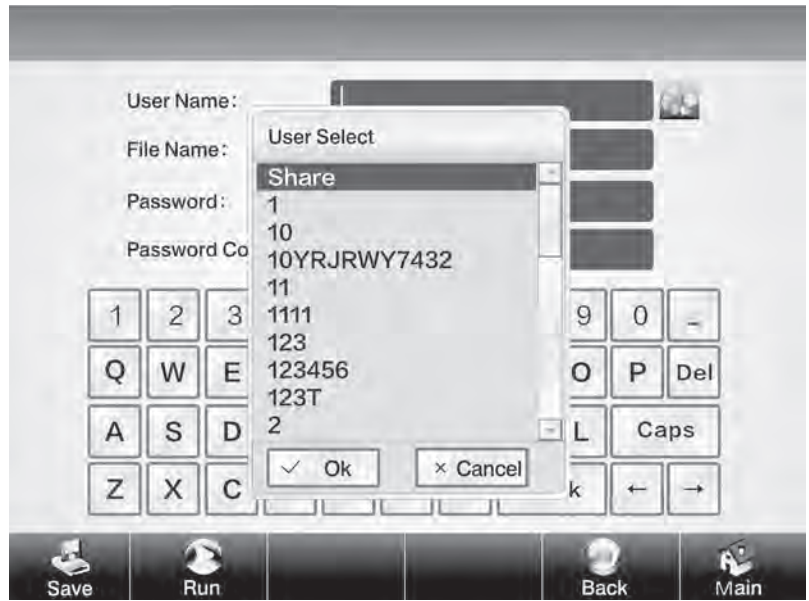 User Name:
User Select
File Name:
Share
Password:
1
10
Password Co
10YRJRWY7432
11
1 2 3 1111 9 0 _
123
Q W E 123456 O P Del
123T
A S D 2 L Caps
✓ Ok × Cancel
Z X C k ← →
Save Run Back Main